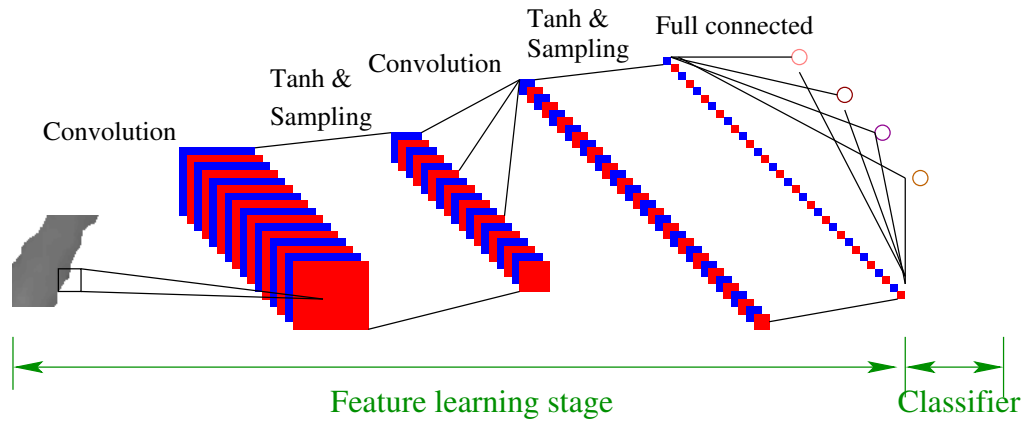 Convolution
Tanh &
Sampling
Convolution
Tanh &
Sampling
Full connected
Feature learning stage
Classifier